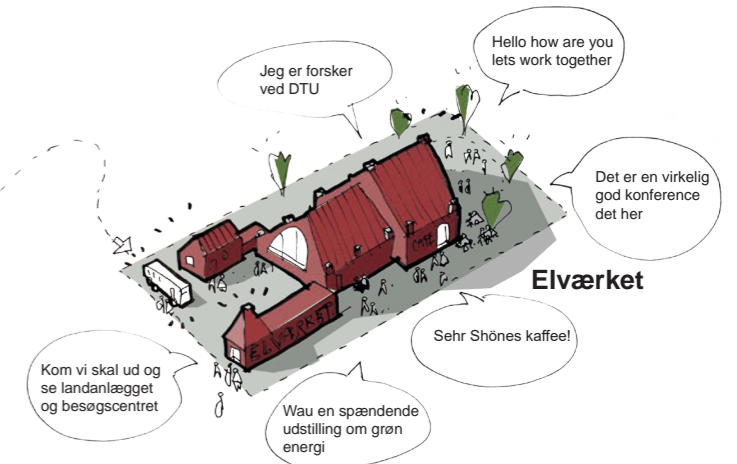 Hello how are you
lets work together
Jeg er forsker
ved DTU
Det er en virkelig
god konference
det her
CAFE
Elværket
ELVÆRKET
Sehr Shönes kaffee!
Kom vi skal ud og
se landanlægget
og besøgscentret
Wau en spændende
udstilling om grøn
energi